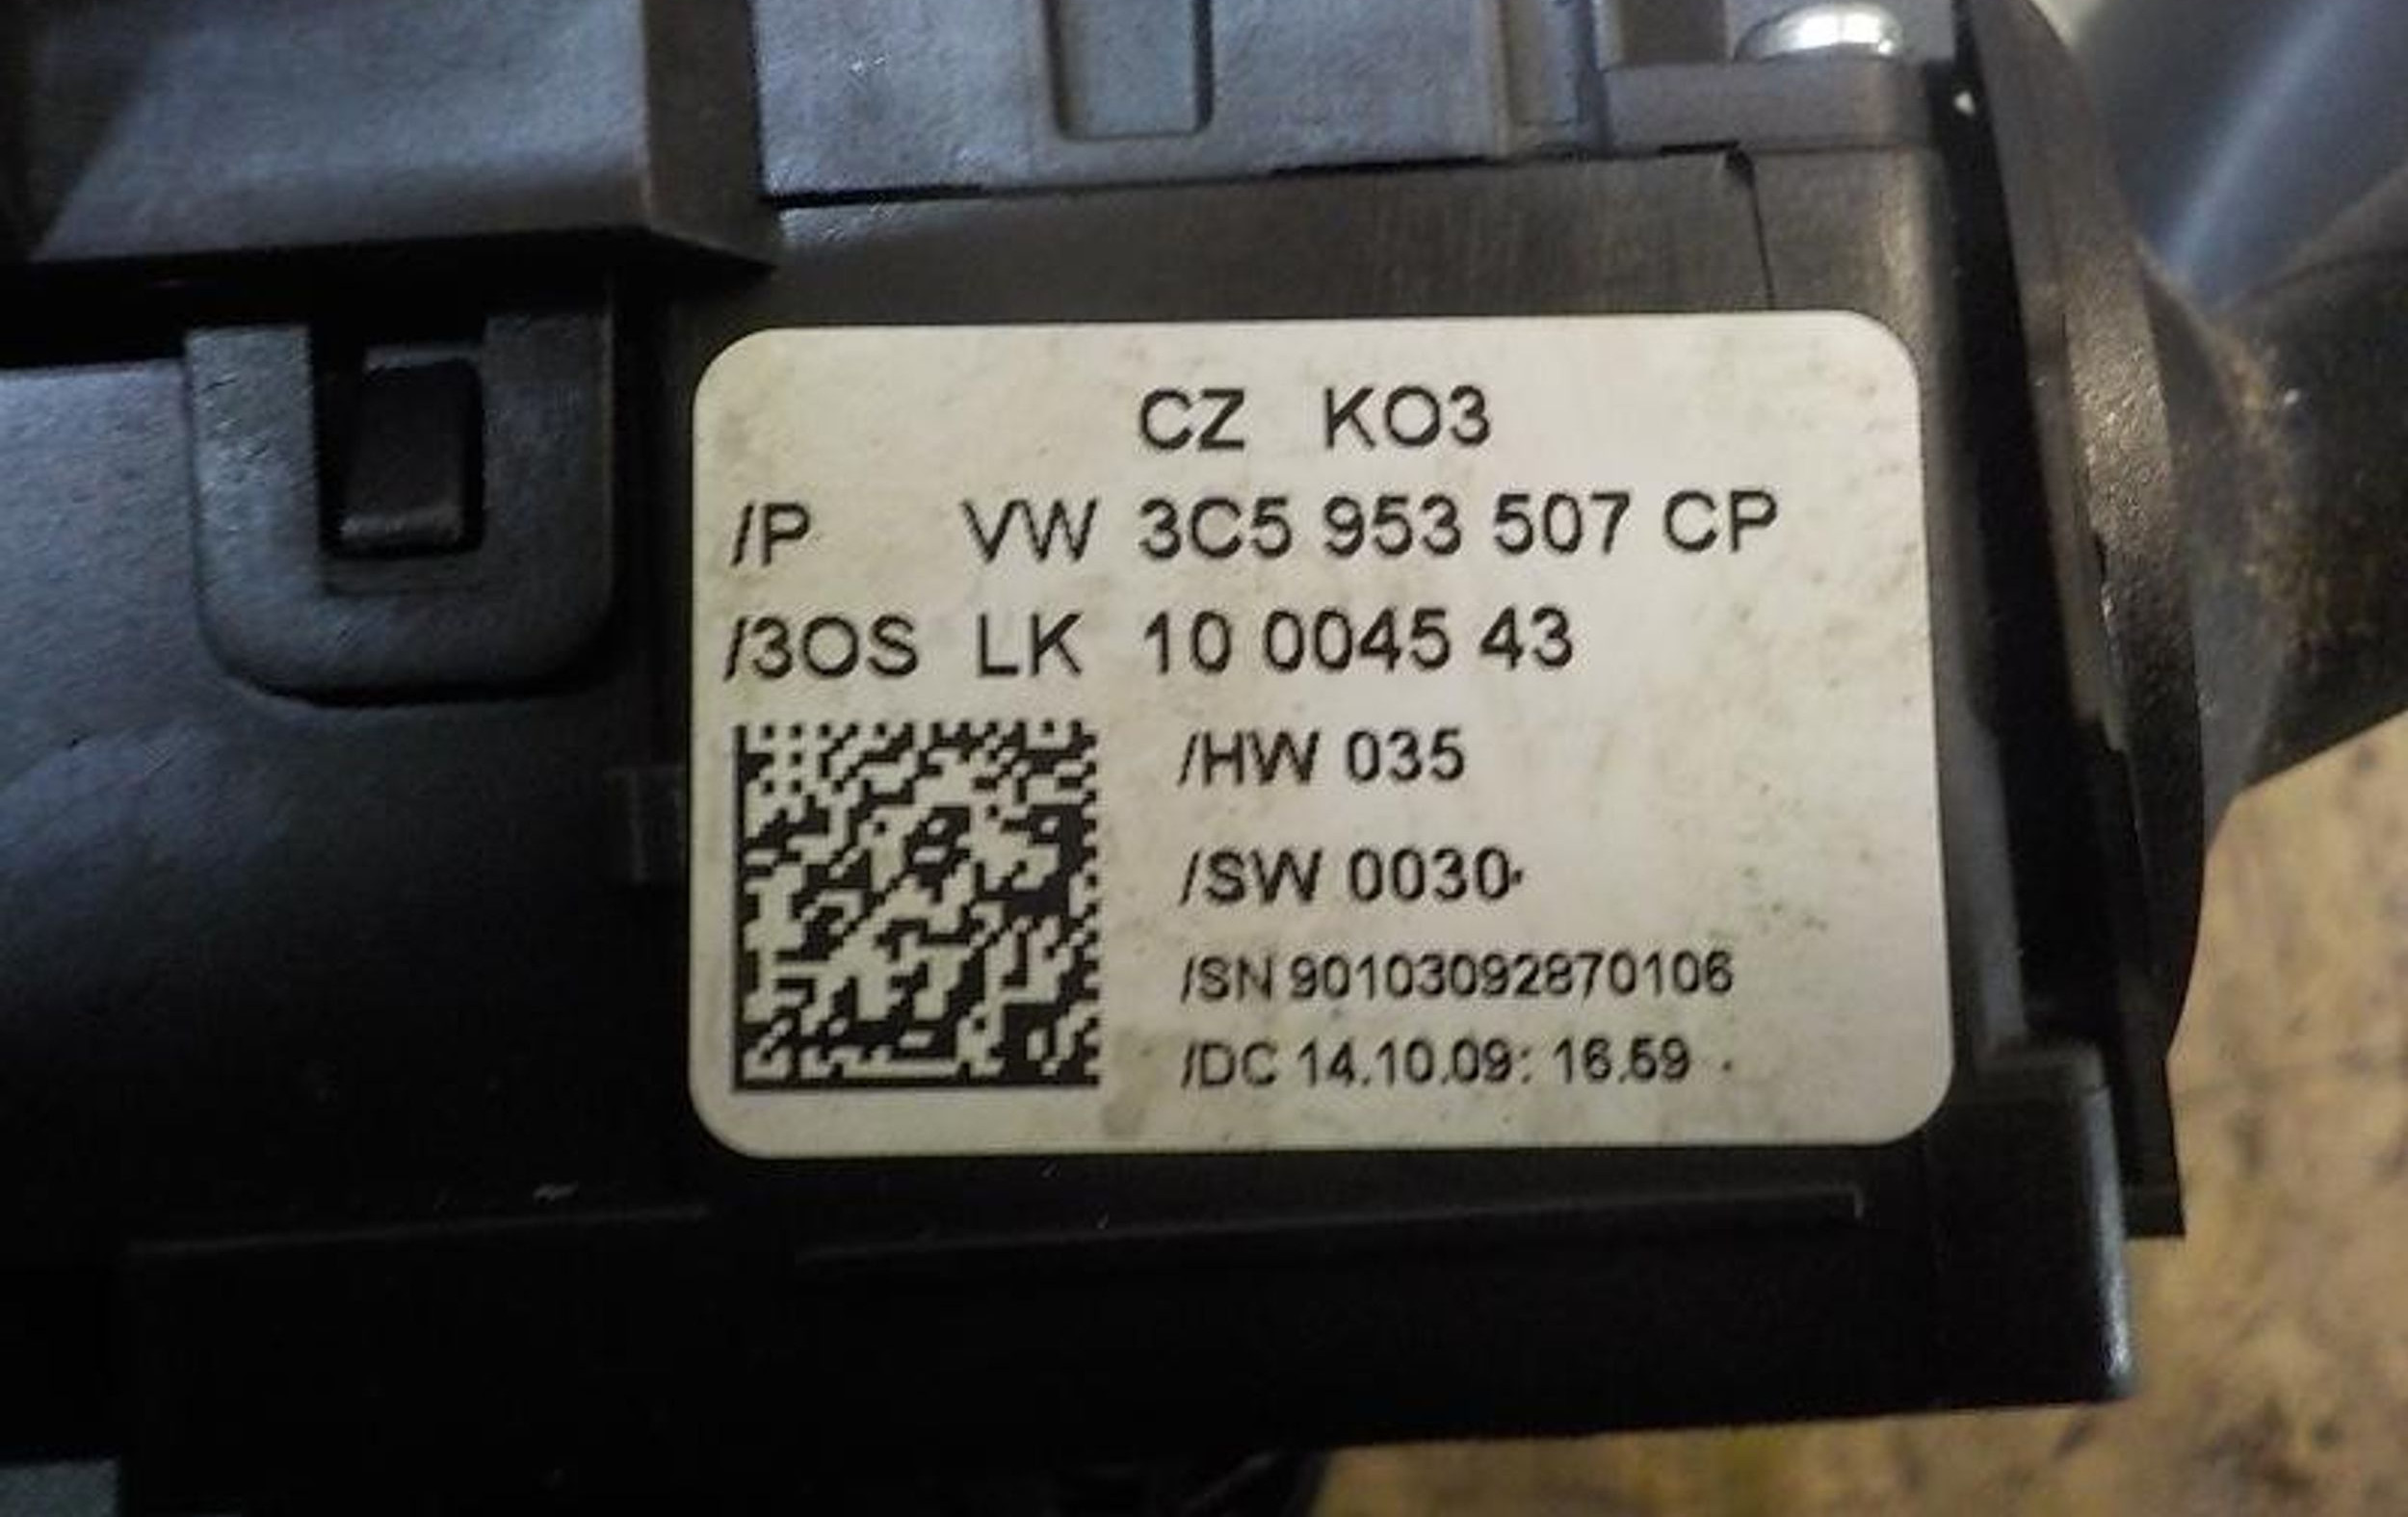 CZ KO3
/P VW 3C5 953 507 CP
/3OS LK 10 0045 43
/HW 035
/SW 0030
/SN 90103092870106
/DC 14.10.09: 16.59